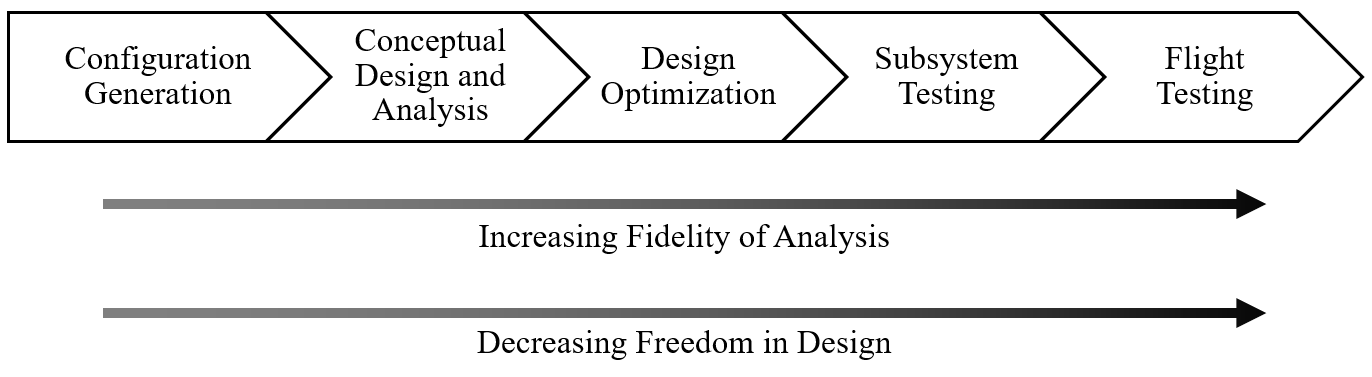 Configuration
Generation
Conceptual
Design and
Analysis
Design
Optimization
Subsystem
Testing
Flight
Testing
Increasing Fidelity of Analysis
Decreasing Freedom in Design